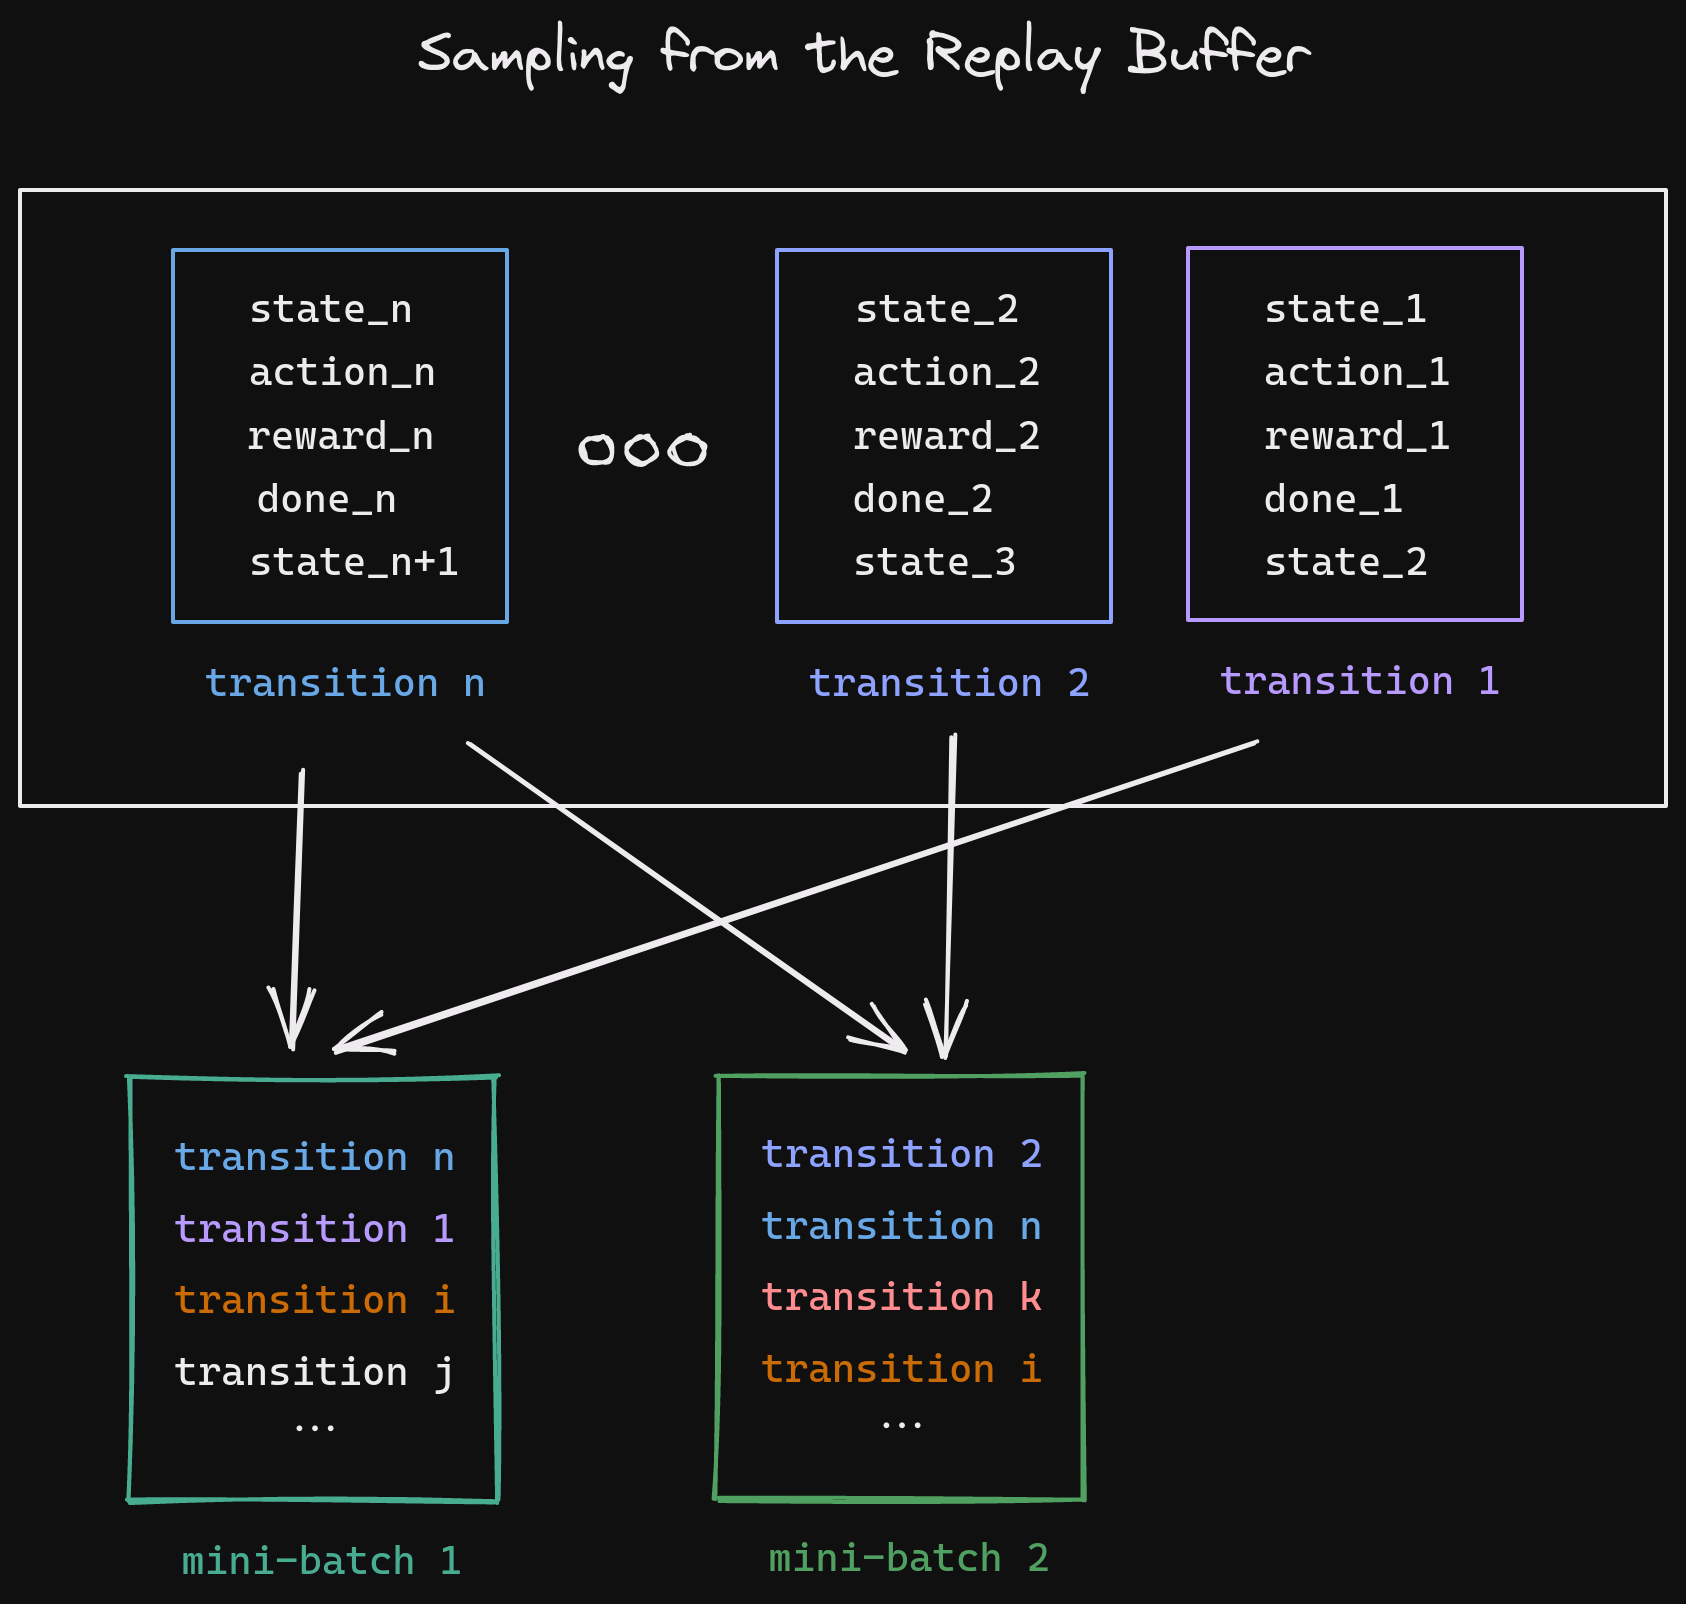 Sampling from the Replay Buffer
state_n
action_n
reward_n
done_n
state_n+1
transition n
state_2
action_2
reward_2
done_2
state_3
transition 2
state_1
action_1
reward_1
done_1
state_2
transition 1
transition n
transition 1
transition i
transition j
...
mini-batch 1
transition 2
transition n
transition k
transition i
...
mini-batch 2